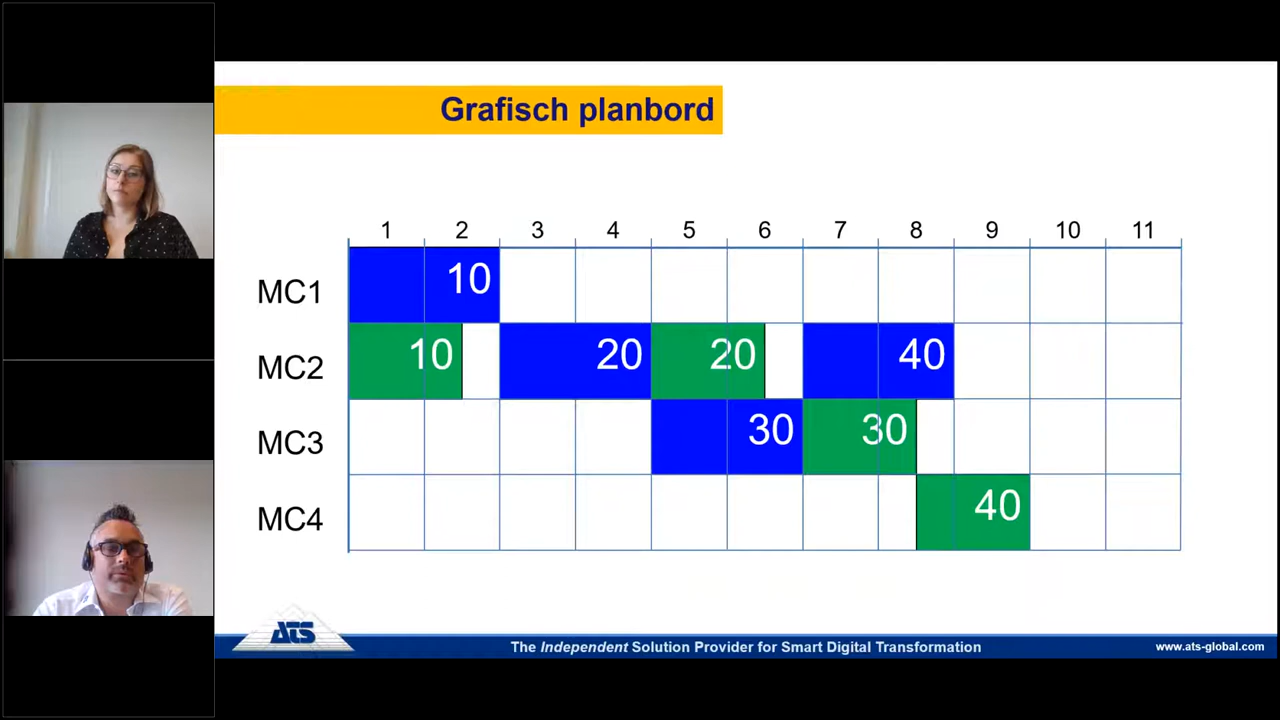 Grafisch planbord
1 2 3 4 5 6 7 8 9 10 11
MC1 10
MC2 10 20 20 40
MC3 30 30
MC4 40
ATS
The Independent Solution Provider for Smart Digital Transformation
www.ats-global.com